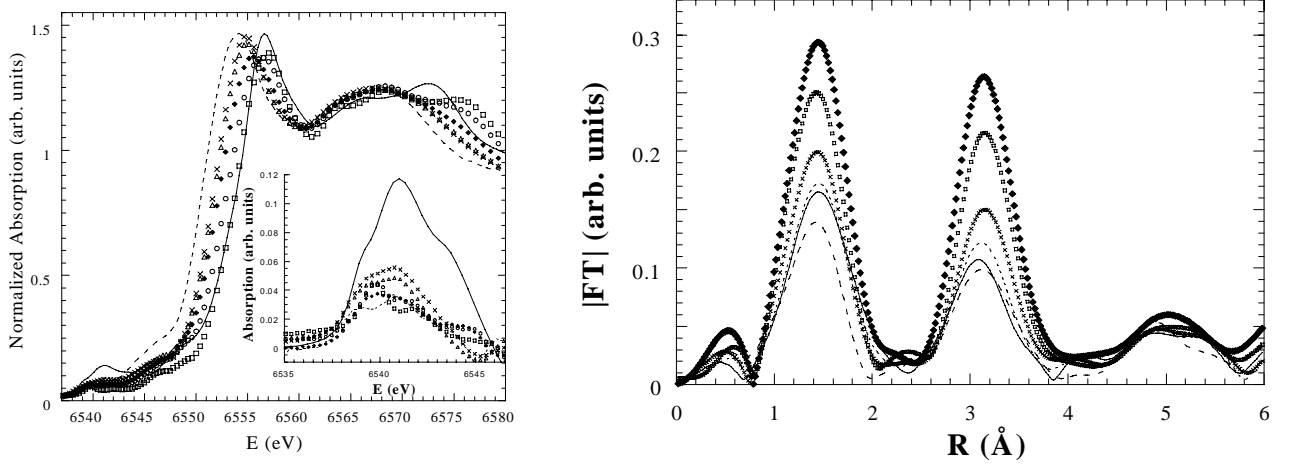 Normalized Absorption (arb. units)
1.5
1
0.5
0
6540 6545 6550 6555 6560 6565 6570 6575 6580
E (eV)
Absorption (arb. units)
0.12
0.1
0.08
0.06
0.04
0.02
0
6535 6540 6545
E (eV)
|FT| (arb. units)
0.3
0.2
0.1
0
0 1 2 3 4 5 6
R (Å)